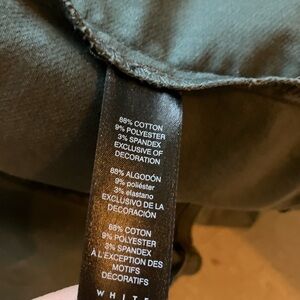 88% COTTON
9% POLYESTER
3% SPANDEX
EXCLUSIVE OF
DECORATION
88% ALGODÓN
9% poliéster
3% elastano
EXCLUSIVO DE LA
DECORACIÓN
88% COTON
9% POLYESTER
3% SPANDEX
À L'EXCEPTION DES
MOTIFS
DÉCORATIFS
WHITE